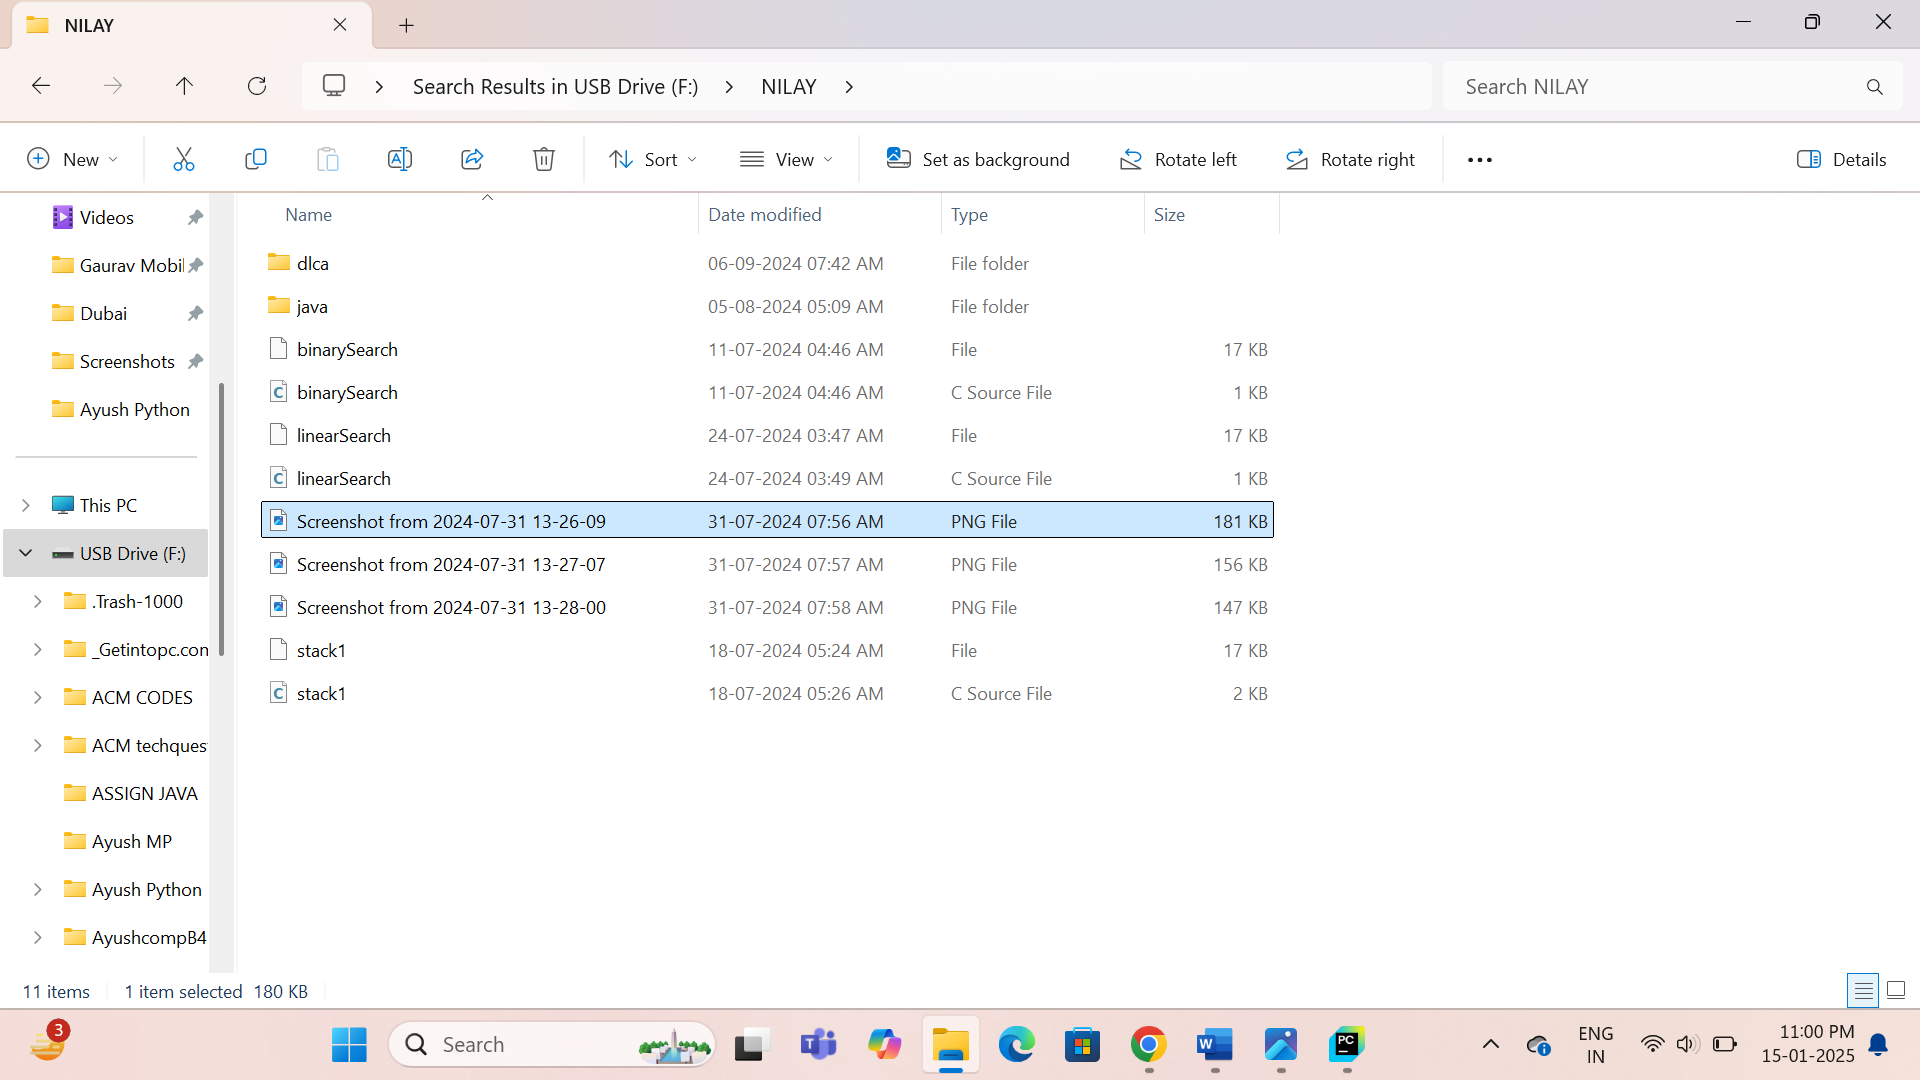 NILAY
Search Results in USB Drive (F:)
NILAY
Search NILAY
New
Sort
View
Set as background
Rotate left
Rotate right
Details
Videos
Gaurav Mobil
Dubai
Screenshots
Ayush Python
This PC
USB Drive (F:)
.Trash-1000
_Getintopc.con
ACM CODES
ACM techques
ASSIGN JAVA
Ayush MP
Ayush Python
AyushcompB4
Name Date modified Type Size
dlca 06-09-2024 07:42 AM File folder
java 05-08-2024 05:09 AM File folder
binarySearch 11-07-2024 04:46 AM File 17 KB
binarySearch 11-07-2024 04:46 AM C Source File 1 KB
linearSearch 24-07-2024 03:47 AM File 17 KB
linearSearch 24-07-2024 03:49 AM C Source File 1 KB
Screenshot from 2024-07-31 13-26-09 31-07-2024 07:56 AM PNG File 181 KB
Screenshot from 2024-07-31 13-27-07 31-07-2024 07:57 AM PNG File 156 KB
Screenshot from 2024-07-31 13-28-00 31-07-2024 07:58 AM PNG File 147 KB
stack1 18-07-2024 05:24 AM File 17 KB
stack1 18-07-2024 05:26 AM C Source File 2 KB
11 items 1 item selected 180 KB
3
Search
ENG
IN
11:00 PM
15-01-2025